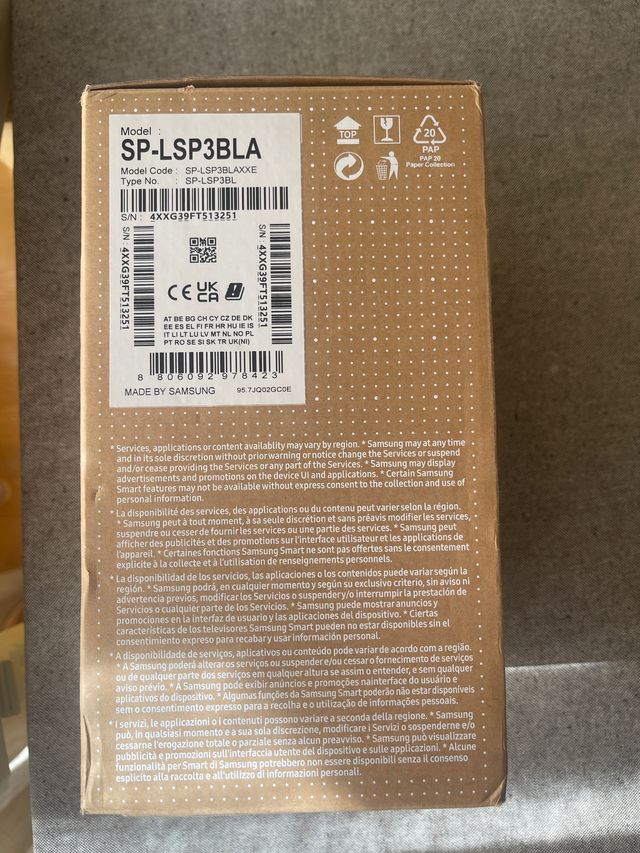 Model :
SP-LSP3BLA
Model Code : SP-LSP3BLAXXE
Type No. : SP-LSP3BL
S/N : 4XXG39FT513251
S/N : 4XXG39FT513251
S/N : 4XXG39FT513251
CE UK CA
AT BE BG CH CY CZ DE DK
EE ES EL FI FR HR HU IE IS
IT LI LT LU LV MT NL NO PL
PT RO SE SI SK TR UK(NI)
8 806092 978423
MADE BY SAMSUNG 95.7JQ02GC0E
TOP
20
PAP
PAP 20
Paper Collection
* Services, applications or content availablity may vary by region. * Samsung may at any time
and in its sole discretion without prior warning or notice change the Services or suspend
and/or cease providing the Services or any part of the Services. * Samsung may display
advertisements and promotions on the device UI and applications. * Certain Samsung
Smart features may not be available without express consent to the collection and use of
personal information.
* La disponibilité des services, des applications ou du contenu peut varier selon la région.
* Samsung peut à tout moment, à sa seule discrétion et sans préavis modifier les services,
suspendre ou cesser de fournir les services ou une partie des services. * Samsung peut
afficher des publicités et des promotions sur l'interface utilisateur et les applications de
l'appareil. * Certaines fonctions Samsung Smart ne sont pas offertes sans le consentement
explicite à la collecte et à l'utilisation de renseignements personnels.
* La disponibilidad de los servicios, las aplicaciones o los contenidos puede variar según la
región. * Samsung podrá, en cualquier momento y según su exclusivo criterio, sin aviso ni
advertencia previos, modificar los Servicios o suspender y/o interrumpir la prestación de
Servicios o cualquier parte de los Servicios. * Samsung puede mostrar anuncios y
promociones en la interfaz de usuario y las aplicaciones del dispositivo. * Ciertas
características de los televisores Samsung Smart pueden no estar disponibles sin el
consentimiento expreso para recabar y usar información personal.
* A disponibilidade de serviços, aplicativos ou conteúdo pode variar de acordo com a região.
* A Samsung poderá alterar os serviços ou suspender e/ou cessar o fornecimento de serviços
ou de qualquer parte dos serviços em qualquer altura se assim o entender, e sem qualquer
aviso prévio. * A Samsung pode exibir anúncios e promoções na interface do usuário e
aplicativos do dispositivo. * Algumas funções da Samsung Smart poderão não estar disponíveis
sem o consentimento expresso para a recolha e o utilização de informações pessoais.
* I servizi, le applicazioni o i contenuti possono variare a seconda della regione. * Samsung
può, in qualsiasi momento e a sua sola discrezione, modificare i Servizi o sospenderne e/o
cessarne l'erogazione totale o parziale senza alcun preavviso. * Samsung può visualizzare
pubblicità e promozioni sull'interfaccia utente del dispositivo e sulle applicazioni. * Alcune
funzionalità per Smart di Samsung potrebbero non essere disponibili senza il consenso
esplicito alla raccolta e all'utilizzo di informazioni personali.